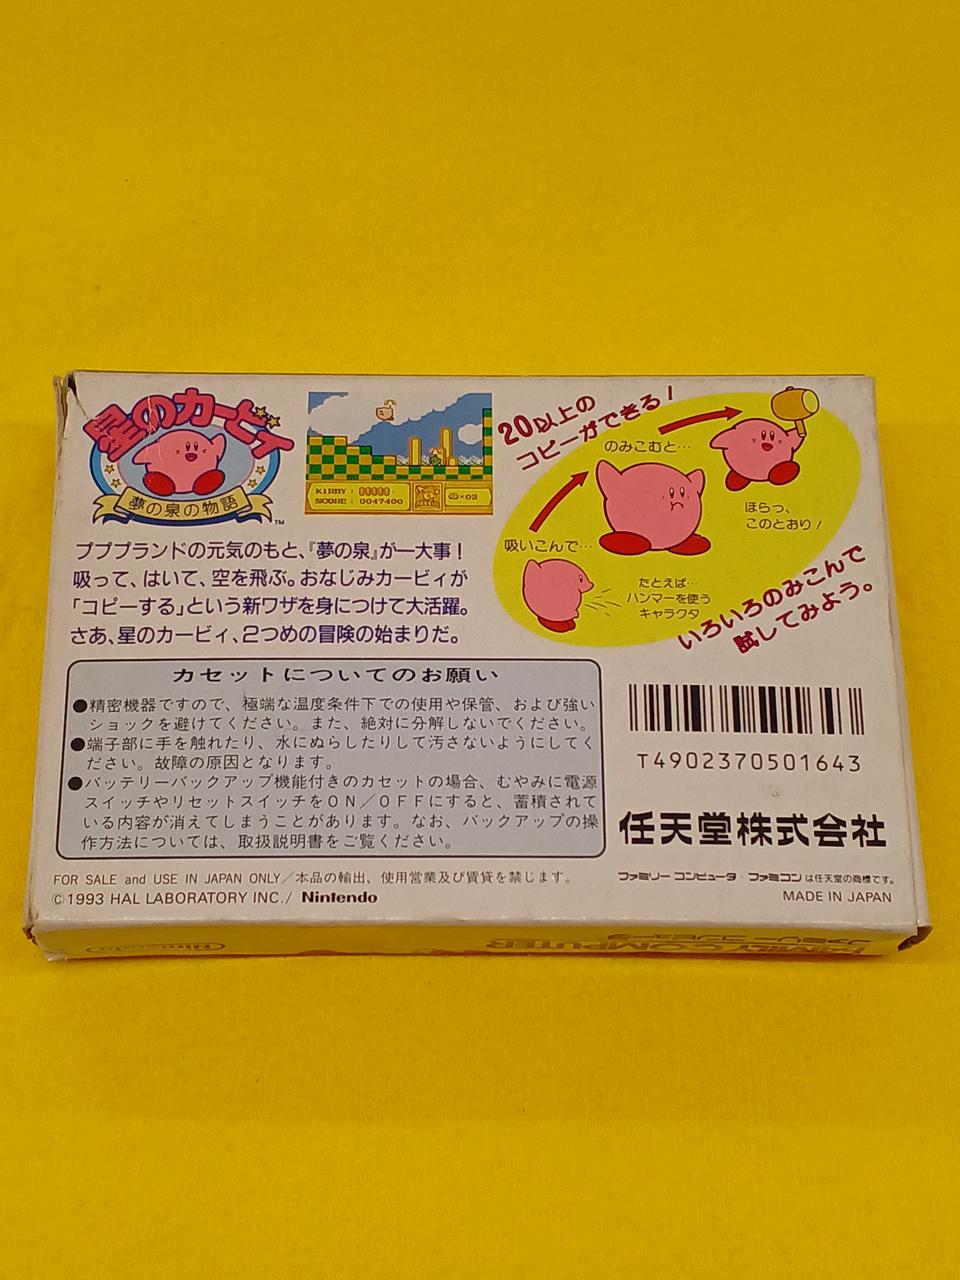 星のカービィ
夢の泉の物語
TM
KIRBY :
SCORE : 0047400
×02
20以上の
コピーができる!
のみこむと…
吸いこんで…
ほらっ、
このとおり!
たとえば…
ハンマーを使う
キャラクタ
いろいろのみこんで
試してみよう。
プププランドの元気のもと、『夢の泉』が一大事!
吸って、はいて、空を飛ぶ。おなじみカービィが
「コピーする」という新ワザを身につけて大活躍。
さあ、星のカービィ、2つめの冒険の始まりだ。
カセットについてのお願い
●精密機器ですので、極端な温度条件下での使用や保管、および強い
ショックを避けてください。また、絶対に分解しないでください。
●端子部に手を触れたり、水にぬらしたりして汚さないようにしてく
ださい。故障の原因となります。
●バッテリーバックアップ機能付きのカセットの場合、むやみに電源
スイッチやリセットスイッチをON/OFFにすると、蓄積されて
いる内容が消えてしまうことがあります。なお、バックアップの操
作方法については、取扱説明書をご覧ください。
T4902370501643
任天堂株式会社
FOR SALE and USE IN JAPAN ONLY/本品の輸出、使用営業及び賃貸を禁じます。
©1993 HAL LABORATORY INC./ Nintendo
ファミリーコンピュータ・ファミコンは任天堂の商標です。
MADE IN JAPAN
Nintendo
FAMILY COMPUTER
ファミリーコンピュータ